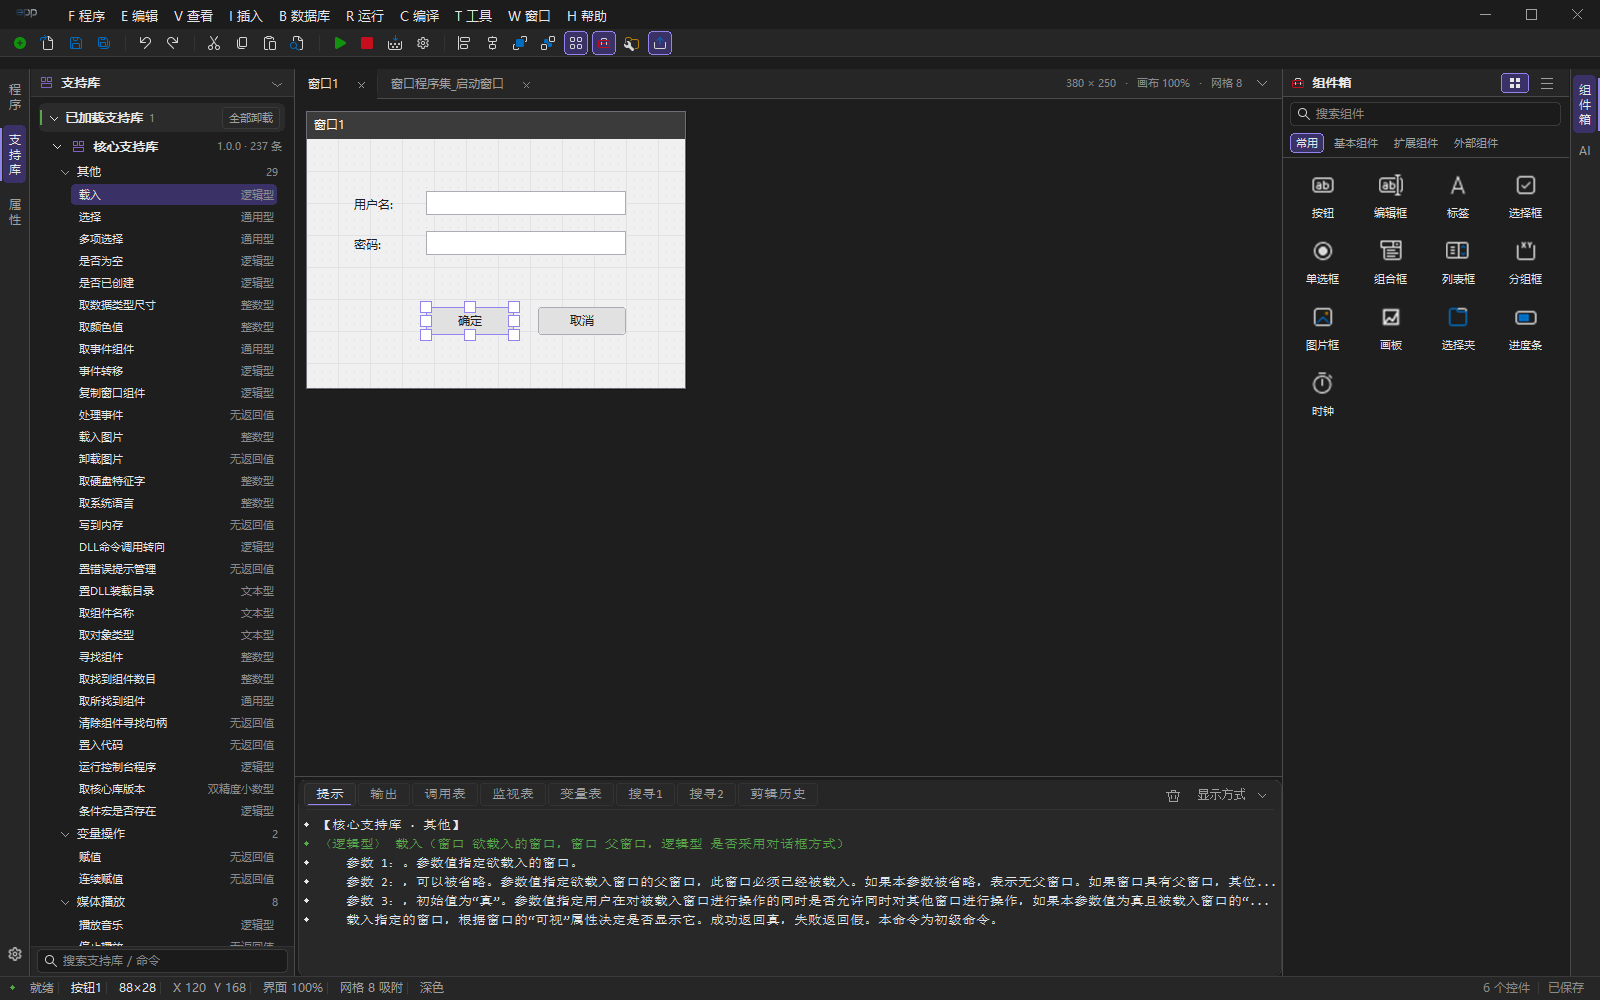 epp
F 程序 E 编辑 V 查看 I 插入 B 数据库 R 运行 C 编译 T 工具 W 窗口 H 帮助
程序
支持库
属性
支持库
已加载支持库 1 全部卸载
核心支持库 1.0.0 · 237 条
其他 29
载入 逻辑型
选择 通用型
多项选择 通用型
是否为空 逻辑型
是否已创建 逻辑型
取数据类型尺寸 整数型
取颜色值 整数型
取事件组件 通用型
事件转移 逻辑型
复制窗口组件 逻辑型
处理事件 无返回值
载入图片 整数型
卸载图片 无返回值
取硬盘特征字 整数型
取系统语言 整数型
写到内存 无返回值
DLL命令调用转向 逻辑型
置错误提示管理 无返回值
置DLL装载目录 文本型
取组件名称 文本型
取对象类型 文本型
寻找组件 整数型
取找到组件数目 整数型
取所找到组件 通用型
清除组件寻找句柄 无返回值
置入代码 无返回值
运行控制台程序 逻辑型
取核心库版本 双精度小数型
条件宏是否存在 逻辑型
变量操作 2
赋值 无返回值
连续赋值 无返回值
媒体播放 8
播放音乐 逻辑型
停止播放 无返回值
搜索支持库 / 命令
窗口1 窗口程序集_启动窗口 380 × 250 · 画布 100% · 网格 8
窗口1
用户名:
密码:
确定 取消
提示 输出 调用表 监视表 变量表 搜寻1 搜寻2 剪辑历史 显示方式
【核心支持库 . 其他】
〈逻辑型〉 载入〈窗口 欲载入的窗口, 窗口 父窗口, 逻辑型 是否采用对话框方式〉
参数 1: 。参数值指定欲载入的窗口。
参数 2: , 可以被省略。参数值指定欲载入窗口的父窗口, 此窗口必须已经被载入。如果本参数被省略, 表示无父窗口。如果窗口具有父窗口, 其位...
参数 3: , 初始值为“真”。参数值指定用户在对被载入窗口进行操作的同时是否允许同时对其他窗口进行操作, 如果本参数值为真且被载入窗口的“...
载入指定的窗口, 根据窗口的“可视”属性决定是否显示它。成功返回真, 失败返回假。本命令为初级命令。
组件箱
搜索组件
常用 基本组件 扩展组件 外部组件
按钮 编辑框 标签 选择框
单选框 组合框 列表框 分组框
图片框 画板 选择夹 进度条
时钟
组件箱
AI
就绪 按钮1 88×28 X 120 Y 168 界面 100% 网格 8 吸附 深色 6 个控件 已保存